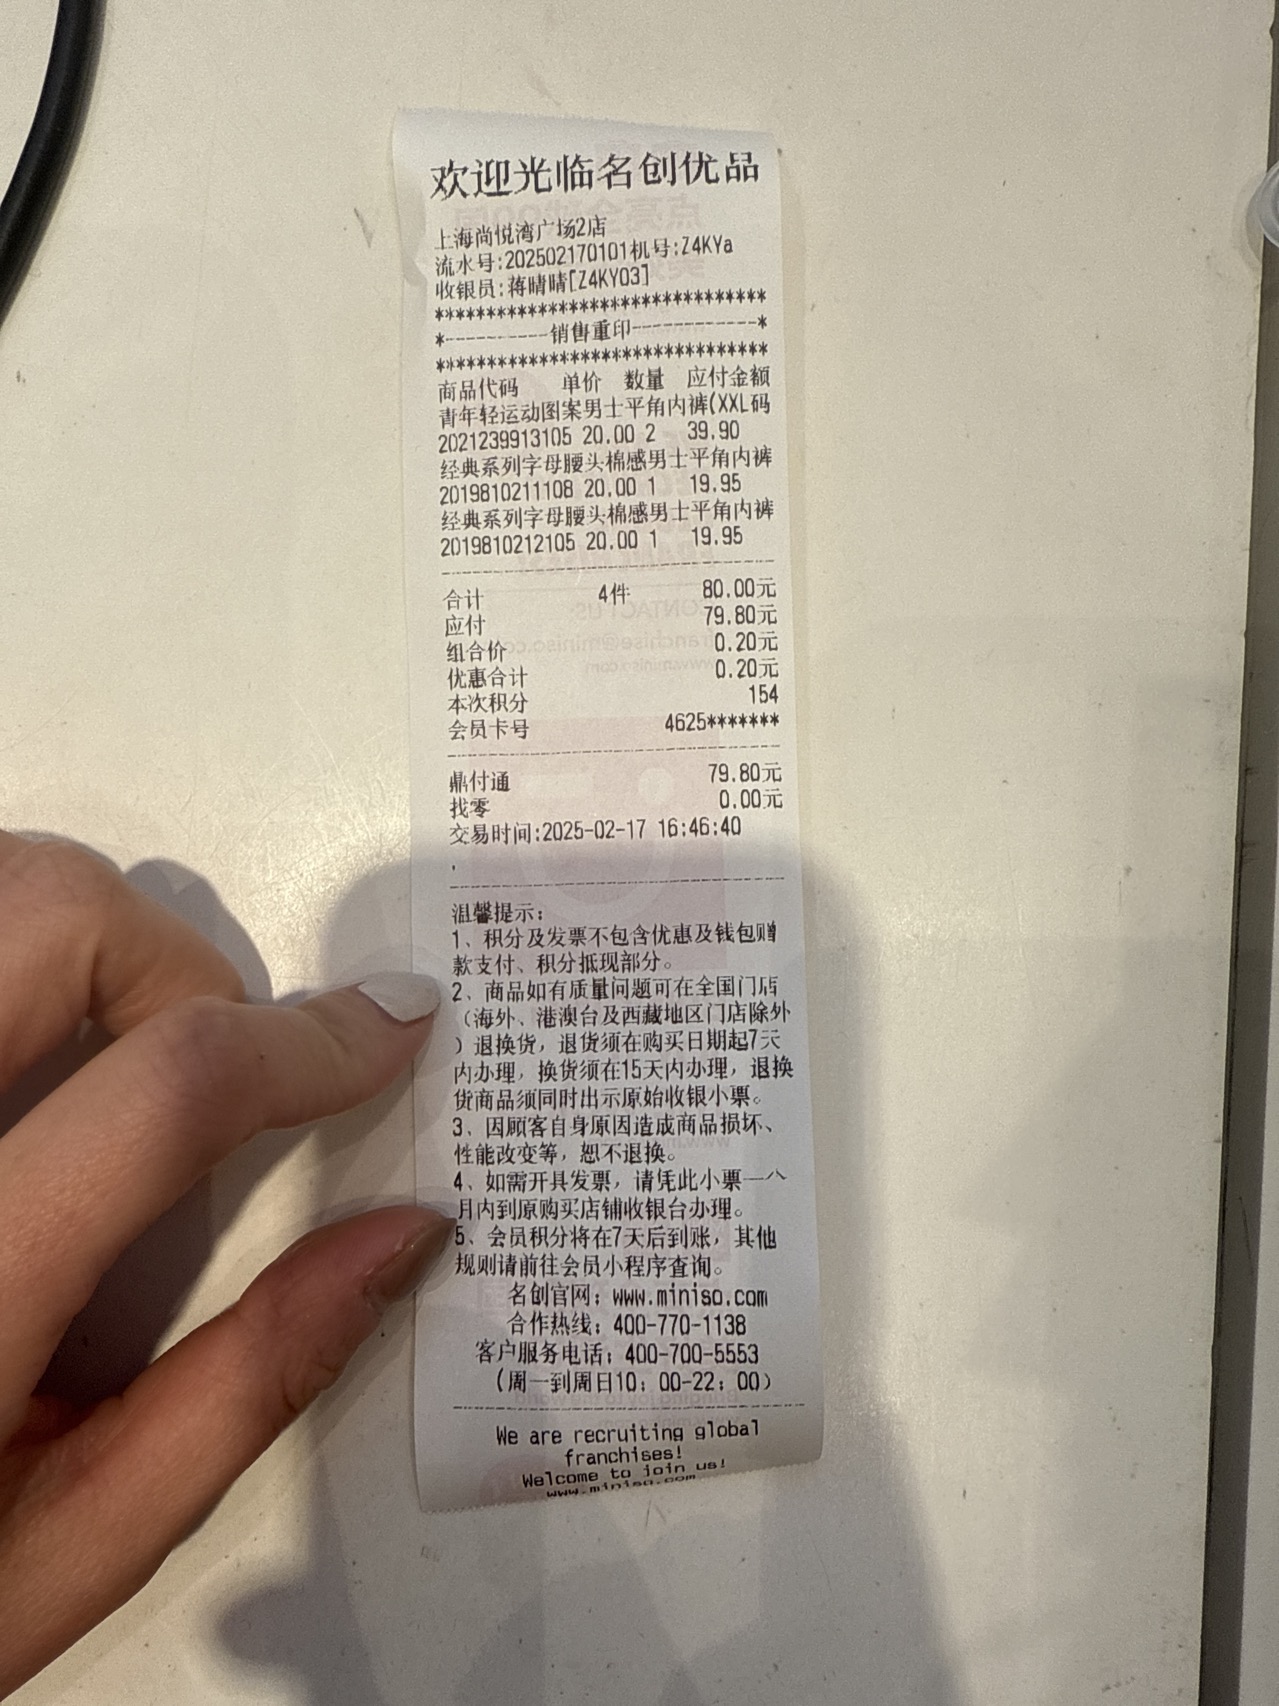 欢迎光临名创优品
上海尚悦湾广场2店
流水号:202502170101机号:Z4KYa
收银员:蒋晴晴[Z4KY03]
********************************
*----------销售重印------------*
********************************
商品代码 单价 数量 应付金额
青年轻运动图案男士平角内裤(XXL码
2021239913105 20.00 2 39.90
经典系列字母腰头棉感男士平角内裤
2019810211108 20.00 1 19.95
经典系列字母腰头棉感男士平角内裤
2019810212105 20.00 1 19.95
合计 4件 80.00元
应付 79.80元
组合价 0.20元
优惠合计 0.20元
本次积分 154
会员卡号 4625*******
鼎付通 79.80元
找零 0.00元
交易时间:2025-02-17 16:46:40
温馨提示:
1、积分及发票不包含优惠及钱包赠
款支付、积分抵现部分。
2、商品如有质量问题可在全国门店
（海外、港澳台及西藏地区门店除外
）退换货，退货须在购买日期起7天
内办理，换货须在15天内办理，退换
货商品须同时出示原始收银小票。
3、因顾客自身原因造成商品损坏、
性能改变等，恕不退换。
4、如需开具发票，请凭此小票一个
月内到原购买店铺收银台办理。
5、会员积分将在7天后到账，其他
规则请前往会员小程序查询。
名创官网：www.miniso.com
合作热线：400-770-1138
客户服务电话：400-700-5553
(周一到周日10：00-22：00)
We are recruiting global
franchises!
Welcome to join us!
www.miniso.com